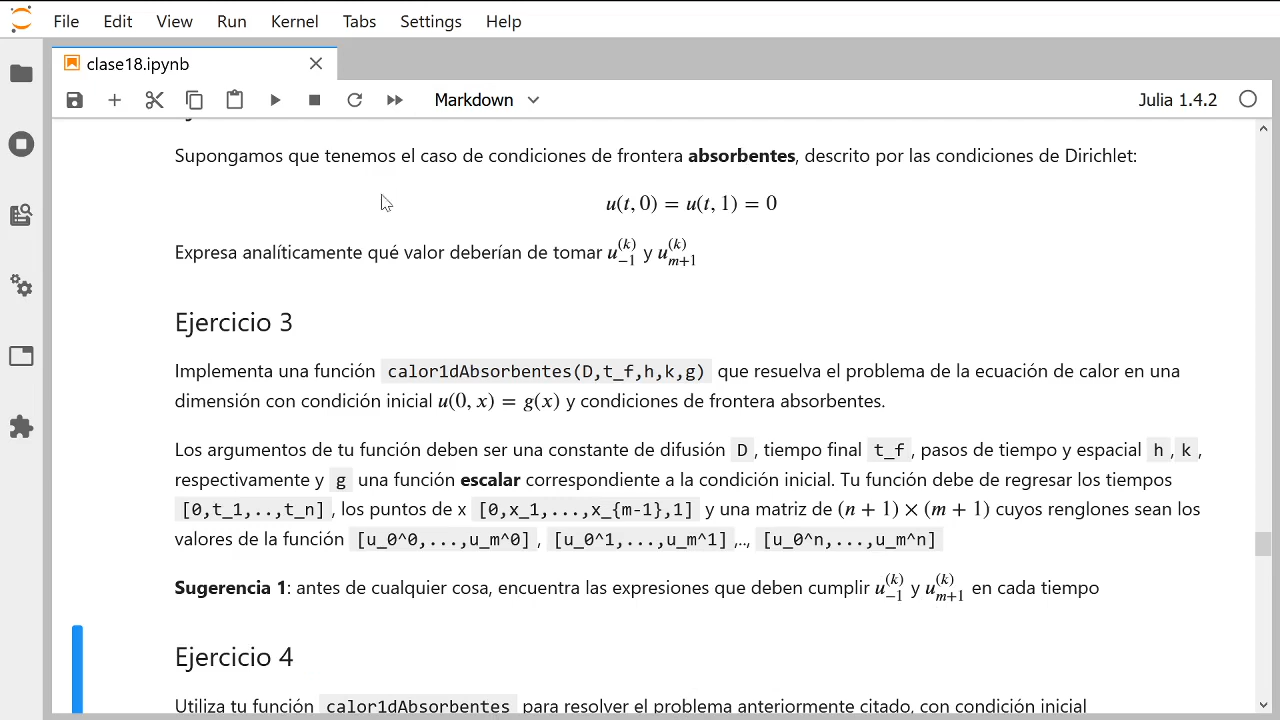 File Edit View Run Kernel Tabs Settings Help
clase18.ipynb
Markdown
Julia 1.4.2
Supongamos que tenemos el caso de condiciones de frontera absorbentes, descrito por las condiciones de Dirichlet:
u(t, 0) = u(t, 1) = 0
Expresa analíticamente qué valor deberían de tomar u_{-1}^{(k)} y u_{m+1}^{(k)}
Ejercicio 3
Implementa una función calor1dAbsorbentes(D,t_f,h,k,g) que resuelva el problema de la ecuación de calor en una
dimensión con condición inicial u(0, x) = g(x) y condiciones de frontera absorbentes.
Los argumentos de tu función deben ser una constante de difusión D , tiempo final t_f , pasos de tiempo y espacial h , k ,
respectivamente y g una función escalar correspondiente a la condición inicial. Tu función debe de regresar los tiempos
[0,t_1,..,t_n] , los puntos de x [0,x_1,...,x_{m-1},1] y una matriz de (n + 1) × (m + 1) cuyos renglones sean los
valores de la función [u_0^0,...,u_m^0] , [u_0^1,...,u_m^1] ,.., [u_0^n,...,u_m^n]
Sugerencia 1: antes de cualquier cosa, encuentra las expresiones que deben cumplir u_{-1}^{(k)} y u_{m+1}^{(k)} en cada tiempo
Ejercicio 4
Utiliza tu función calor1dAbsorbentes para resolver el problema anteriormente citado, con condición inicial